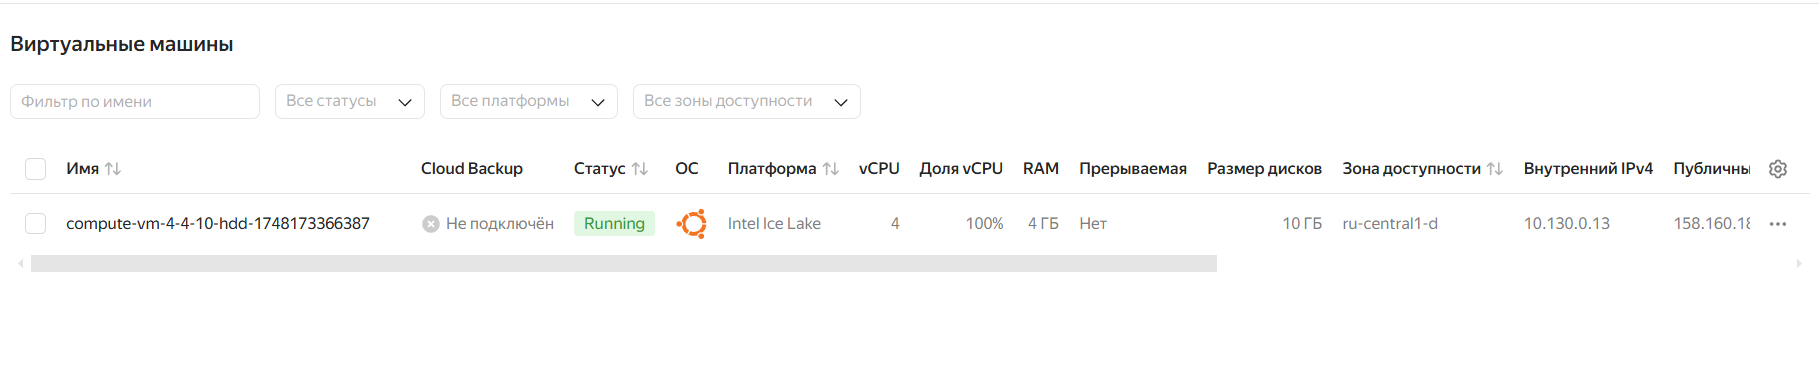 Виртуальные машины
Фильтр по имени Все статусы Все платформы Все зоны доступности
Имя Cloud Backup Статус ОС Платформа vCPU Доля vCPU RAM Прерываемая Размер дисков Зона доступности Внутренний IPv4 Публичны
compute-vm-4-4-10-hdd-1748173366387 Не подключён Running Intel Ice Lake 4 100% 4 ГБ Нет 10 ГБ ru-central1-d 10.130.0.13 158.160.18